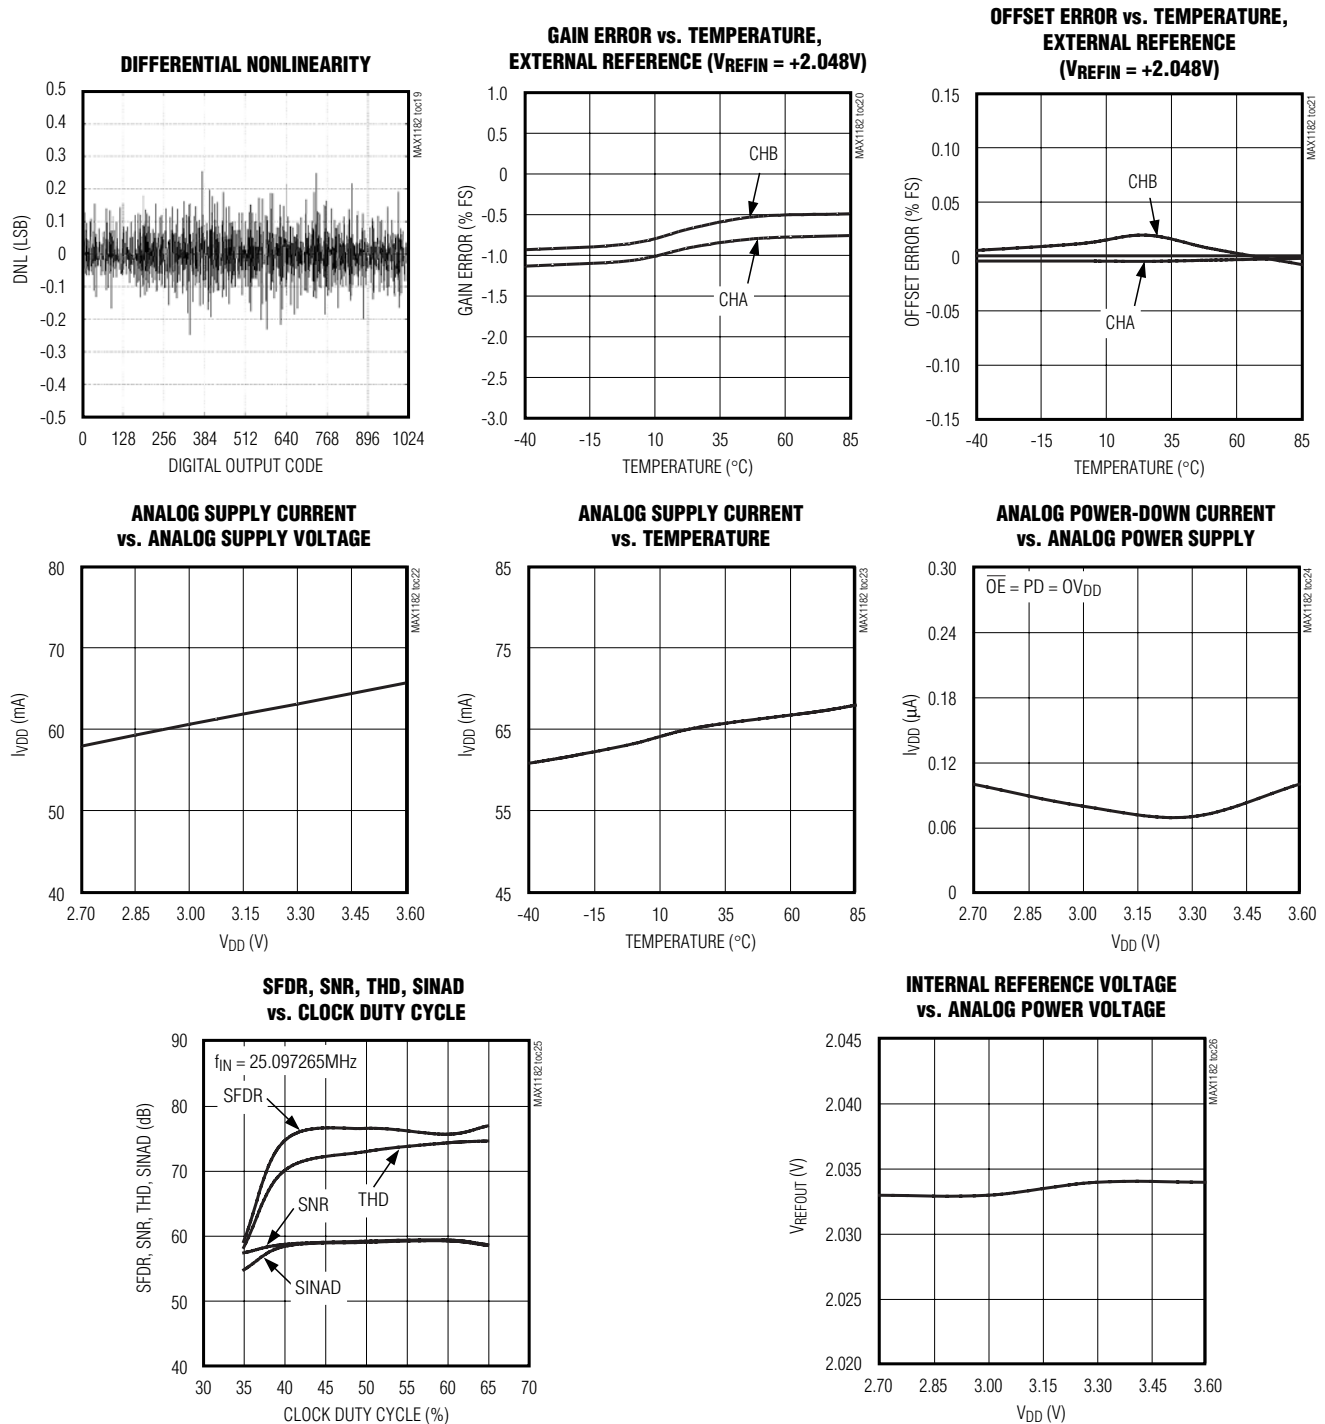 DIFFERENTIAL NONLINEARITY
MAX1182 toc19
DNL (LSB)
0.5
0.4
0.3
0.2
0.1
0
-0.1
-0.2
-0.3
-0.4
-0.5
0 128 256 384 512 640 768 896 1024
DIGITAL OUTPUT CODE
GAIN ERROR vs. TEMPERATURE,
EXTERNAL REFERENCE (VREFIN = +2.048V)
MAX1182 toc20
GAIN ERROR (% FS)
1.0
0.5
0
-0.5
-1.0
-1.5
-2.0
-2.5
-3.0
CHB
CHA
-40 -15 10 35 60 85
TEMPERATURE (°C)
OFFSET ERROR vs. TEMPERATURE,
EXTERNAL REFERENCE
(VREFIN = +2.048V)
MAX1182 toc21
OFFSET ERROR (% FS)
0.15
0.10
0.05
0
-0.05
-0.10
-0.15
CHB
CHA
-40 -15 10 35 60 85
TEMPERATURE (°C)
ANALOG SUPPLY CURRENT
vs. ANALOG SUPPLY VOLTAGE
MAX1182 toc22
IVDD (mA)
80
70
60
50
40
2.70 2.85 3.00 3.15 3.30 3.45 3.60
VDD (V)
ANALOG SUPPLY CURRENT
vs. TEMPERATURE
MAX1182 toc23
IVDD (mA)
85
75
65
55
45
-40 -15 10 35 60 85
TEMPERATURE (°C)
ANALOG POWER-DOWN CURRENT
vs. ANALOG POWER SUPPLY
MAX1182 toc24
OE = PD = OVDD
IVDD (µA)
0.30
0.24
0.18
0.12
0.06
0
2.70 2.85 3.00 3.15 3.30 3.45 3.60
VDD (V)
SFDR, SNR, THD, SINAD
vs. CLOCK DUTY CYCLE
MAX1182 toc25
fIN = 25.097265MHz
SFDR, SNR, THD, SINAD (dB)
90
80
70
60
50
40
SFDR
SNR
THD
SINAD
30 35 40 45 50 55 60 65 70
CLOCK DUTY CYCLE (%)
INTERNAL REFERENCE VOLTAGE
vs. ANALOG POWER VOLTAGE
MAX1182 toc26
VREFOUT (V)
2.045
2.040
2.035
2.030
2.025
2.020
2.70 2.85 3.00 3.15 3.30 3.45 3.60
VDD (V)